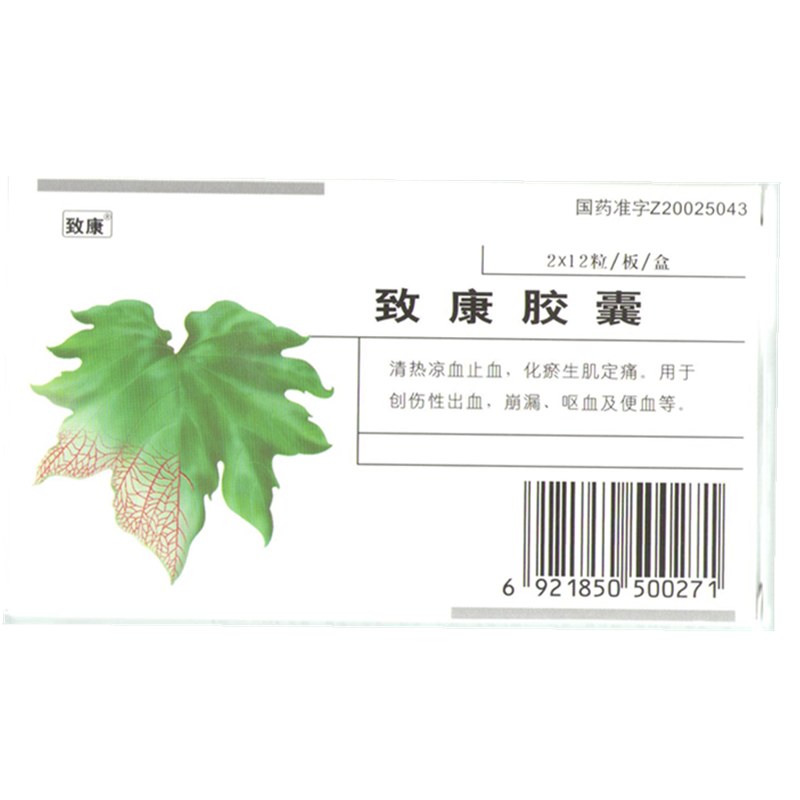 国药准字Z20025043
致康®
2X12粒/板/盒
致康胶囊
清热凉血止血，化瘀生肌定痛。用于
创伤性出血，崩漏、呕血及便血等。
6 921850 500271